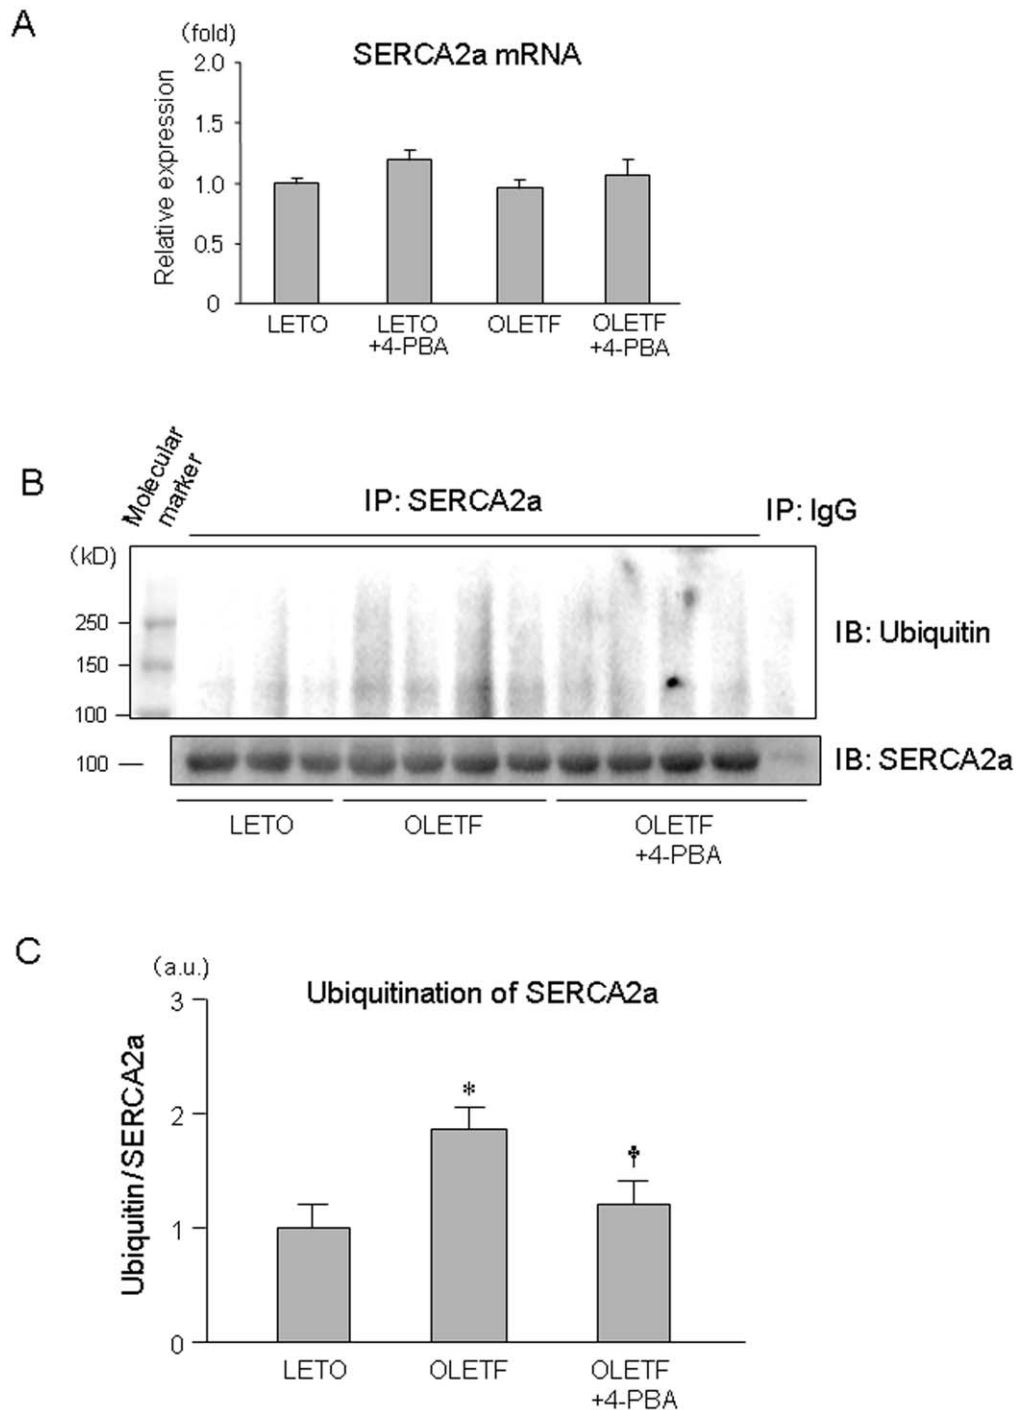 A
(fold)
SERCA2a mRNA
Relative expression
2.0
1.5
1.0
0.5
0
LETO
LETO
+4-PBA
OLETF
OLETF
+4-PBA
B
Molecular
marker
IP: SERCA2a
IP: IgG
(kD)
250
150
100
IB: Ubiquitin
100
IB: SERCA2a
LETO
OLETF
OLETF
+4-PBA
C
(a.u.)
Ubiquitination of SERCA2a
Ubiquitin/SERCA2a
3
2
1
0
*
†
LETO
OLETF
OLETF
+4-PBA